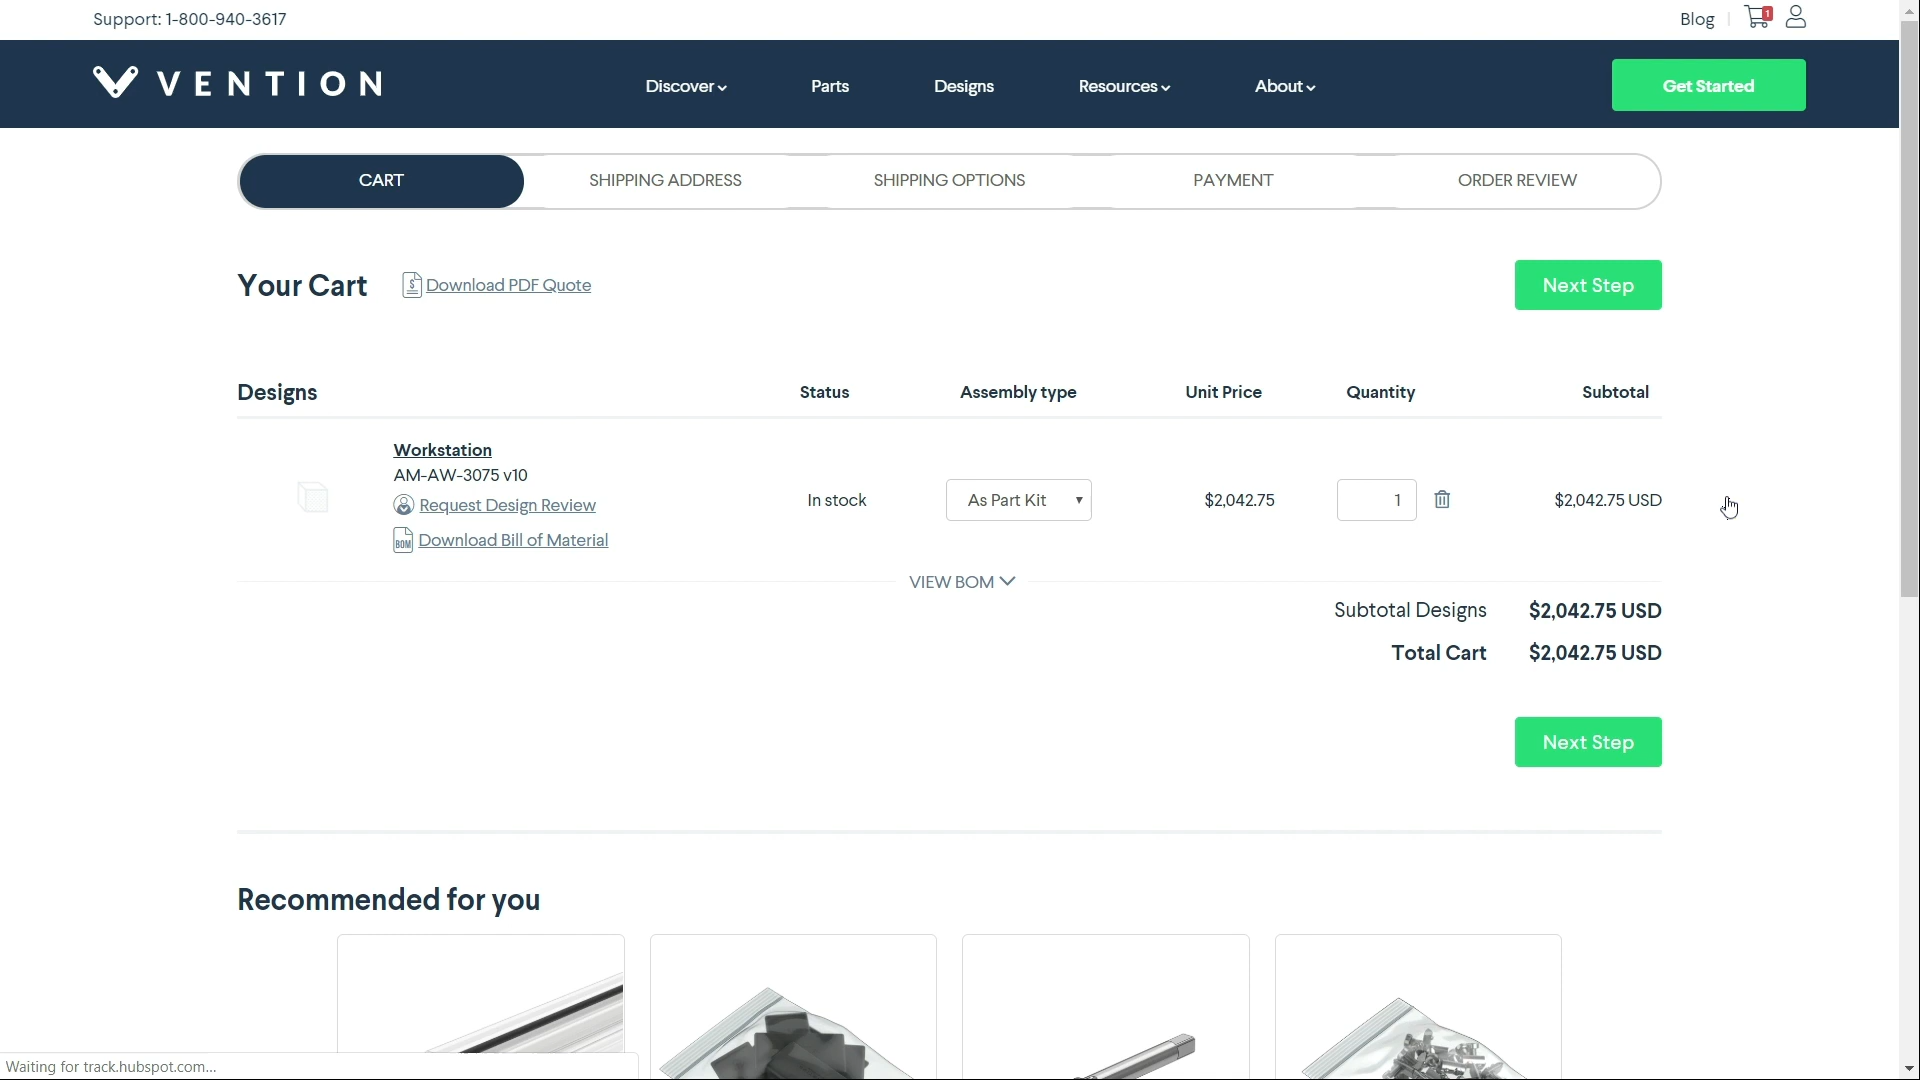 Support: 1-800-940-3617
Blog
1
VENTION
Discover
Parts
Designs
Resources
About
Get Started
CART
SHIPPING ADDRESS
SHIPPING OPTIONS
PAYMENT
ORDER REVIEW
Your Cart
Download PDF Quote
Next Step
Designs
Status
Assembly type
Unit Price
Quantity
Subtotal
Workstation
AM-AW-3075 v10
Request Design Review
BOM
Download Bill of Material
In stock
As Part Kit
$2,042.75
1
$2,042.75 USD
VIEW BOM
Subtotal Designs $2,042.75 USD
Total Cart $2,042.75 USD
Next Step
Recommended for you
Waiting for track.hubspot.com...